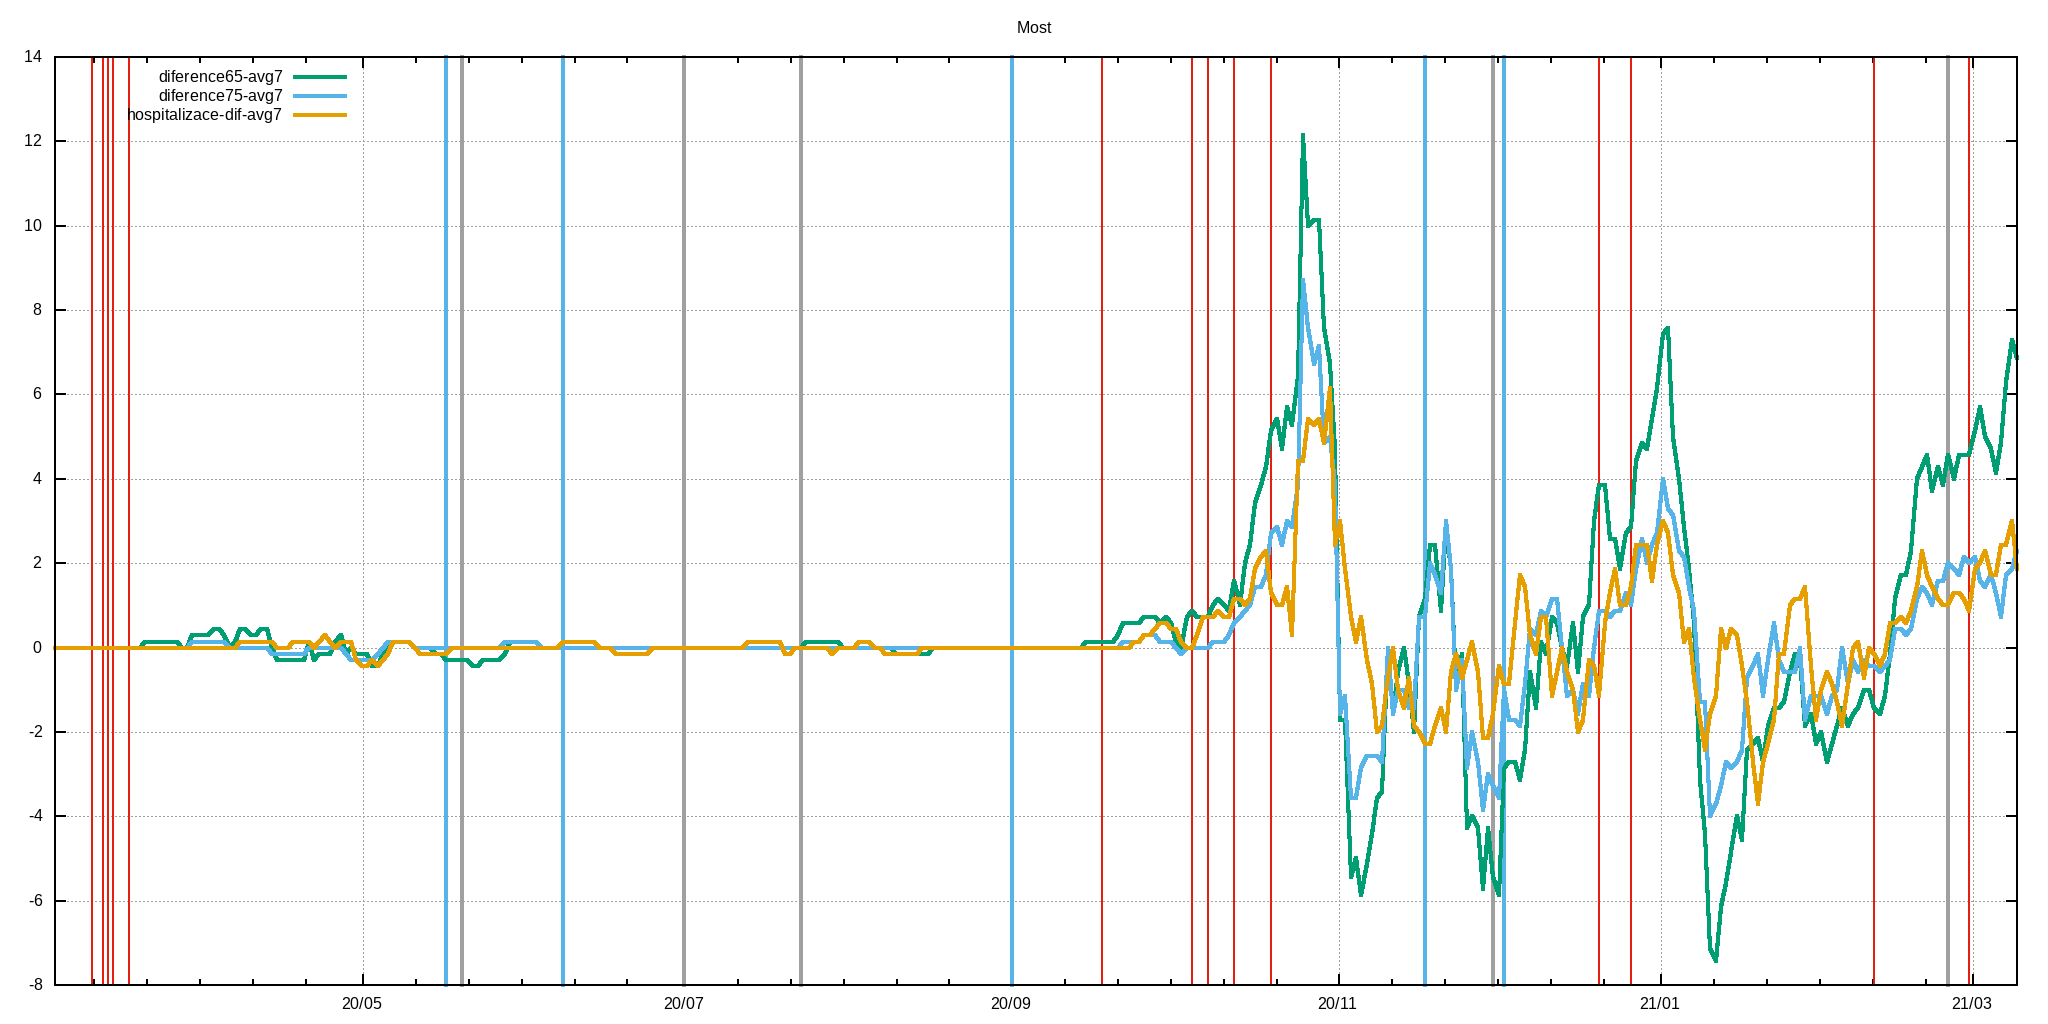 Most
14
diference65-avg7
diference75-avg7
hospitalizace-dif-avg7
12
10
8
6
4
2
0
-2
-4
-6
-8
20/05 20/07 20/09 20/11 21/01 21/03